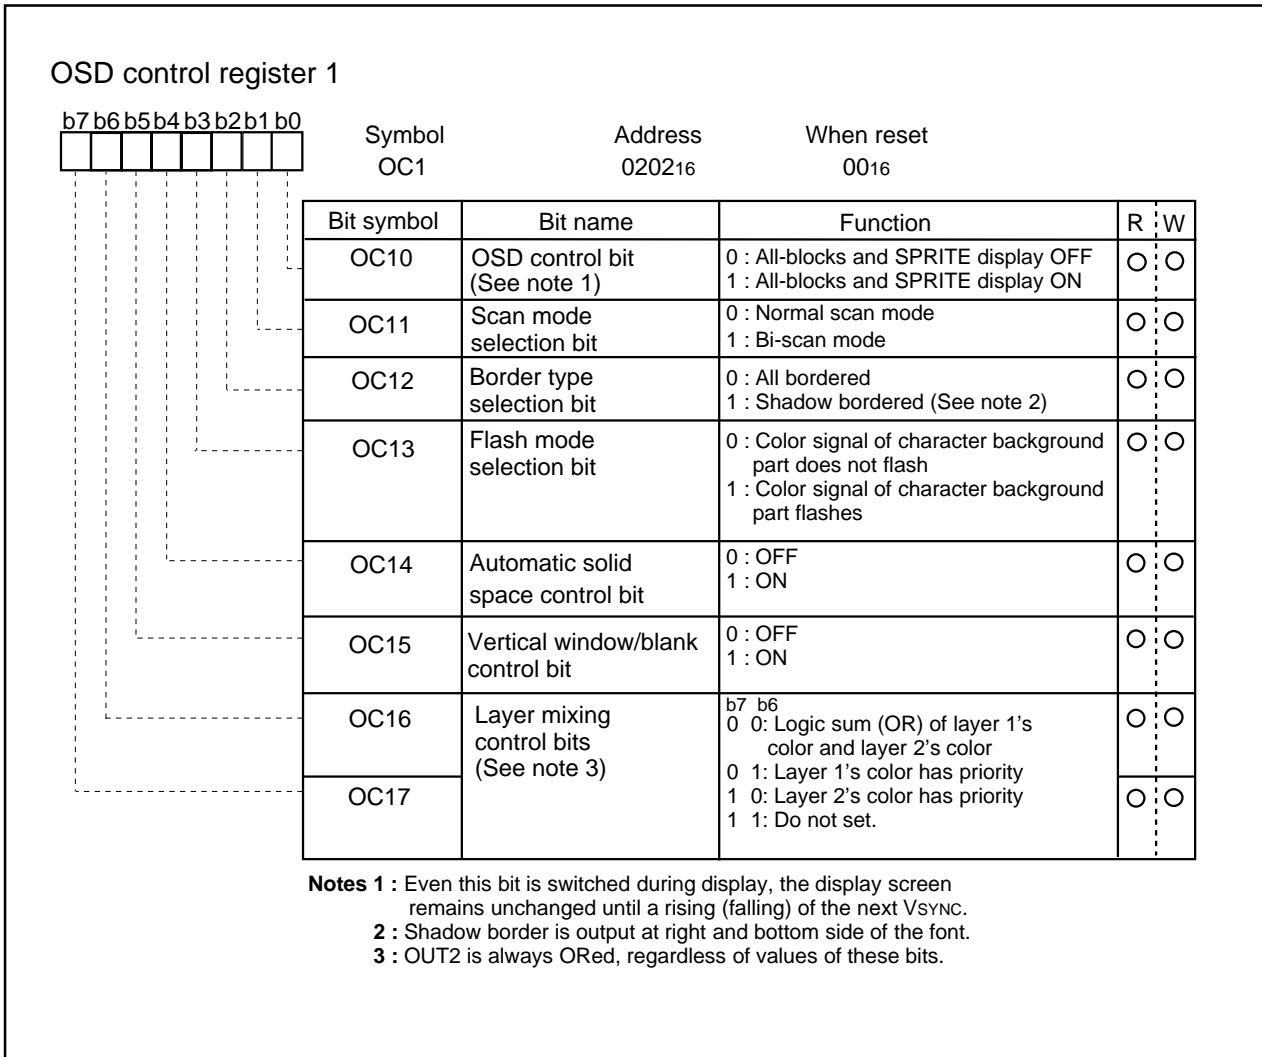 OSD control register 1
b7 b6 b5 b4 b3 b2 b1 b0
Symbol Address When reset
OC1 020216 0016
Bit symbol Bit name Function R W
OC10 OSD control bit (See note 1) 0 : All-blocks and SPRITE display OFF
1 : All-blocks and SPRITE display ON
OC11 Scan mode selection bit 0 : Normal scan mode
1 : Bi-scan mode
OC12 Border type selection bit 0 : All bordered
1 : Shadow bordered (See note 2)
OC13 Flash mode selection bit 0 : Color signal of character background part does not flash
1 : Color signal of character background part flashes
OC14 Automatic solid space control bit 0 : OFF
1 : ON
OC15 Vertical window/blank control bit 0 : OFF
1 : ON
OC16 Layer mixing control bits (See note 3) b7 b6
0 0: Logic sum (OR) of layer 1's color and layer 2's color
0 1: Layer 1's color has priority
OC17 1 0: Layer 2's color has priority
1 1: Do not set.
Notes 1 : Even this bit is switched during display, the display screen
remains unchanged until a rising (falling) of the next VSYNC.
2 : Shadow border is output at right and bottom side of the font.
3 : OUT2 is always ORed, regardless of values of these bits.